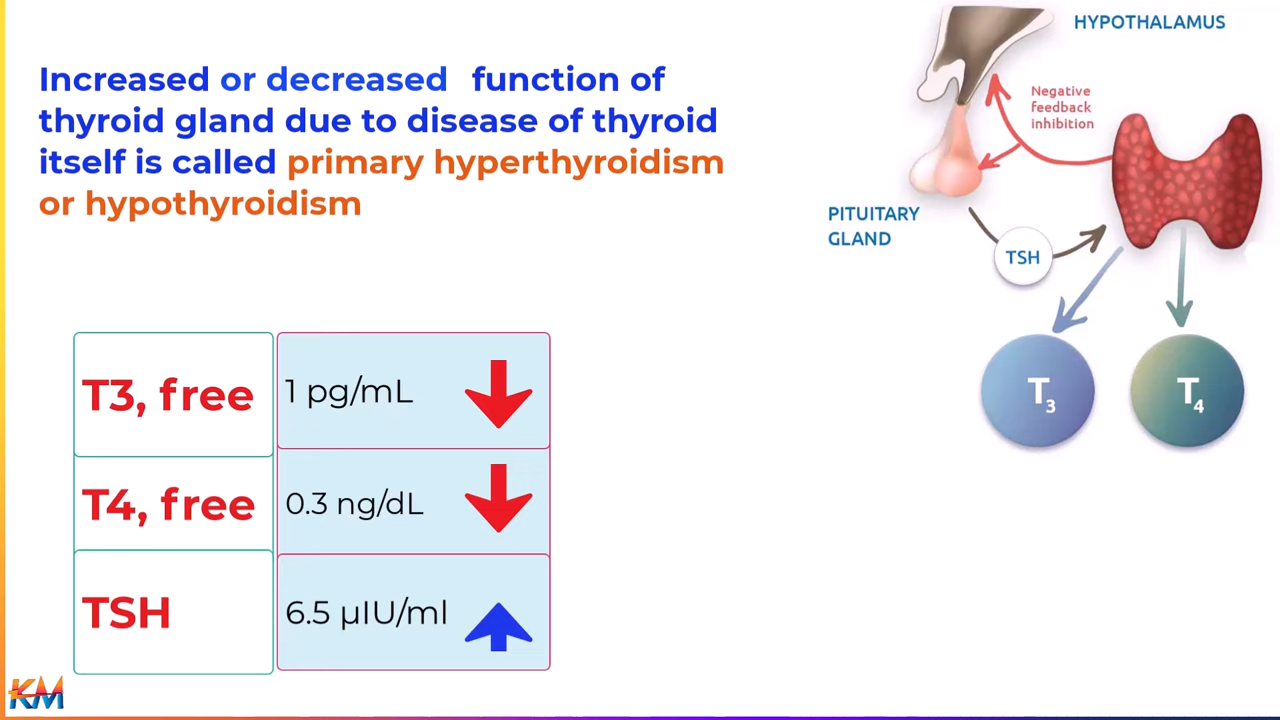 Increased or decreased function of
thyroid gland due to disease of thyroid
itself is called primary hyperthyroidism
or hypothyroidism
HYPOTHALAMUS
Negative
feedback
inhibition
PITUITARY
GLAND
TSH
T3
T4
T3, free 1 pg/mL
T4, free 0.3 ng/dL
TSH 6.5 µIU/ml
KM